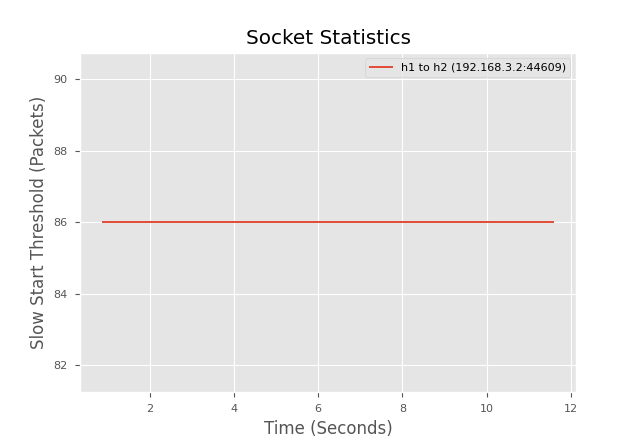 Socket Statistics
h1 to h2 (192.168.3.2:44609)
Slow Start Threshold (Packets)
90
88
86
84
82
2 4 6 8 10 12
Time (Seconds)